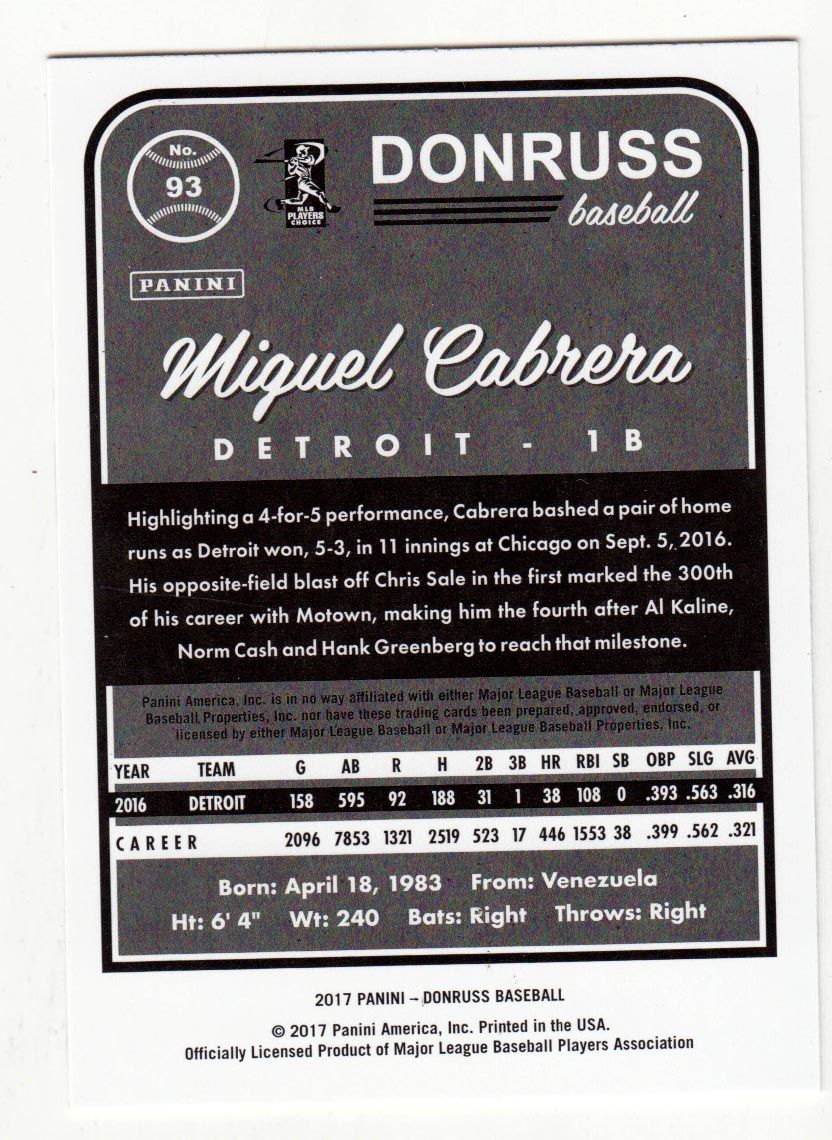 No.
93
MLB
PLAYERS
CHOICE
DONRUSS
baseball
PANINI
Miguel Cabrera
DETROIT - 1B
Highlighting a 4-for-5 performance, Cabrera bashed a pair of home
runs as Detroit won, 5-3, in 11 innings at Chicago on Sept. 5, 2016.
His opposite-field blast off Chris Sale in the first marked the 300th
of his career with Motown, making him the fourth after Al Kaline,
Norm Cash and Hank Greenberg to reach that milestone.
Panini America, Inc. is in no way affiliated with either Major League Baseball or Major League
Baseball Properties, Inc. nor have these trading cards been prepared, approved, endorsed, or
licensed by either Major League Baseball or Major League Baseball Properties, Inc.
YEAR TEAM G AB R H 2B 3B HR RBI SB OBP SLG AVG
2016 DETROIT 158 595 92 188 31 1 38 108 0 .393 .563 .316
CAREER 2096 7853 1321 2519 523 17 446 1553 38 .399 .562 .321
Born: April 18, 1983 From: Venezuela
Ht: 6' 4" Wt: 240 Bats: Right Throws: Right
2017 PANINI – DONRUSS BASEBALL
© 2017 Panini America, Inc. Printed in the USA.
Officially Licensed Product of Major League Baseball Players Association